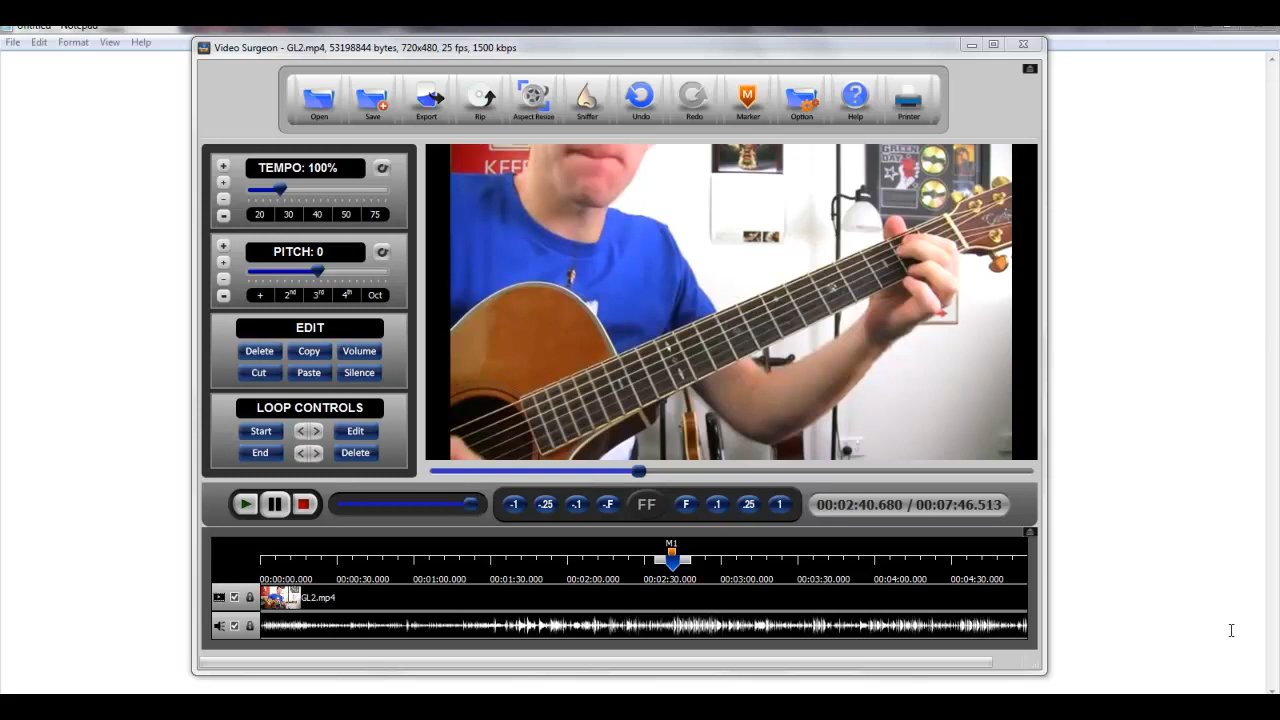 Untitled - Notepad
File Edit Format View Help
Video Surgeon - GL2.mp4, 53198844 bytes, 720x480, 25 fps, 1500 kbps
Open Save Export Rip Aspect Resize Sniffer Undo Redo Marker Option Help Printer
TEMPO: 100%
20 30 40 50 75
PITCH: 0
+ 2nd 3rd 4th Oct
EDIT
Delete Copy Volume
Cut Paste Silence
LOOP CONTROLS
Start < > Edit
End < > Delete
KEEP
GREEN DAY
-1 -.25 -.1 -.F FF F .1 .25 1
00:02:40.680 / 00:07:46.513
M1
00:00:00.000 00:00:30.000 00:01:00.000 00:01:30.000 00:02:00.000 00:02:30.000 00:03:00.000 00:03:30.000 00:04:00.000 00:04:30.000
GL2.mp4